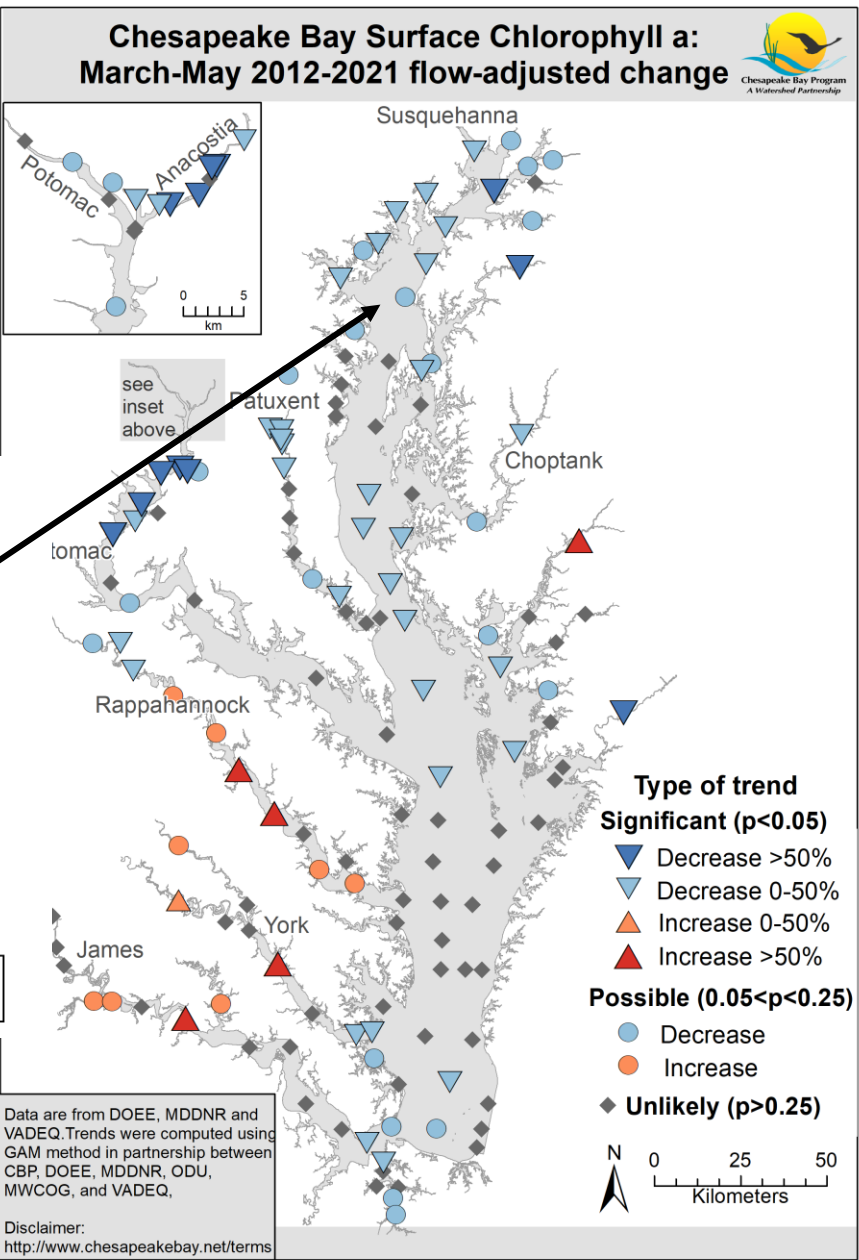 Chesapeake Bay Surface Chlorophyll a:
March-May 2012-2021 flow-adjusted change
Chesapeake Bay Program
A Watershed Partnership
Susquehanna
Potomac
Anacostia
0 5
km
see
inset
above
Patuxent
Choptank
tomac
Rappahannock
York
James
Type of trend
Significant (p<0.05)
Decrease >50%
Decrease 0-50%
Increase 0-50%
Increase >50%
Possible (0.05<p<0.25)
Decrease
Increase
Unlikely (p>0.25)
N
0 25 50
Kilometers
Data are from DOEE, MDDNR and
VADEQ.Trends were computed using
GAM method in partnership between
CBP, DOEE, MDDNR, ODU,
MWCOG, and VADEQ,
Disclaimer:
http://www.chesapeakebay.net/terms